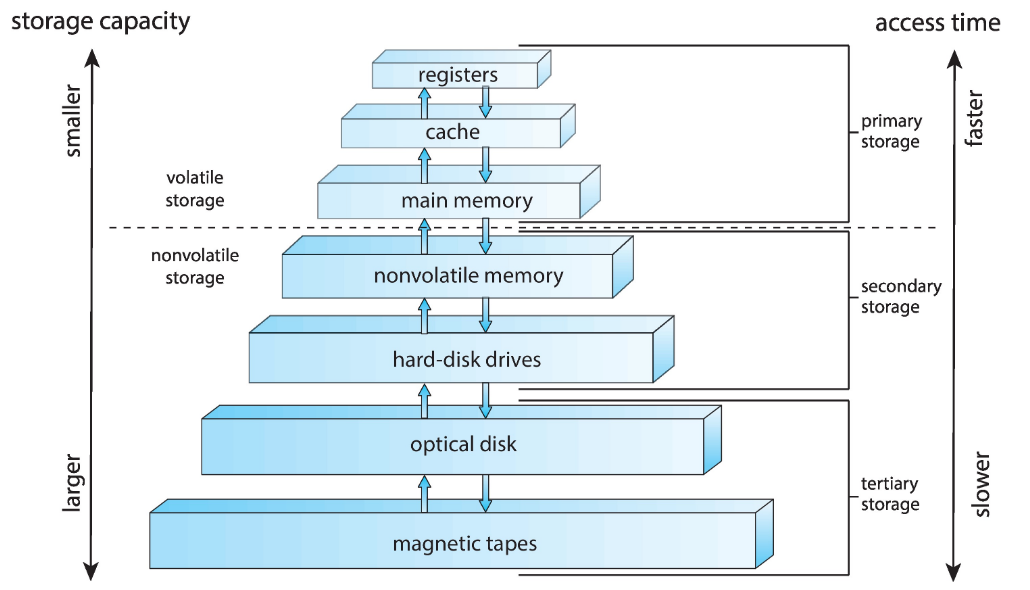 storage capacity
access time
smaller
faster
registers
cache
primary
storage
volatile
storage
main memory
nonvolatile
storage
nonvolatile memory
secondary
storage
hard-disk drives
optical disk
larger
slower
tertiary
storage
magnetic tapes